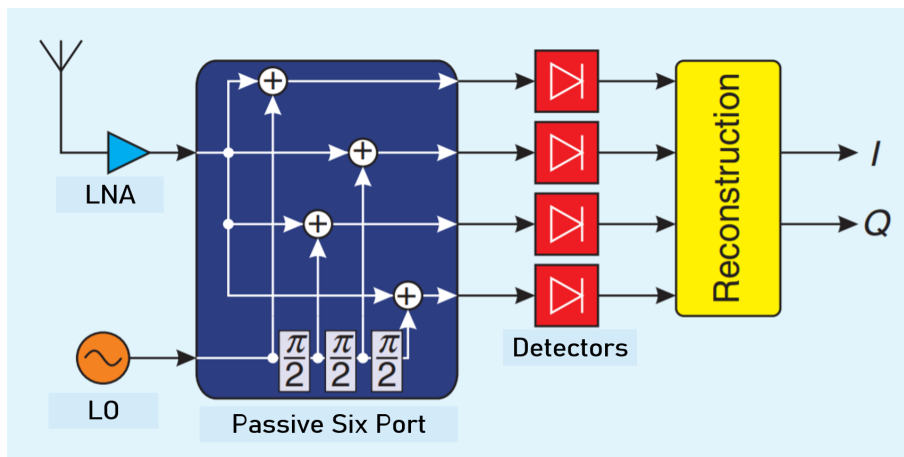 LNA
LO
π/2 π/2 π/2
Passive Six Port
Detectors
Reconstruction
I
Q